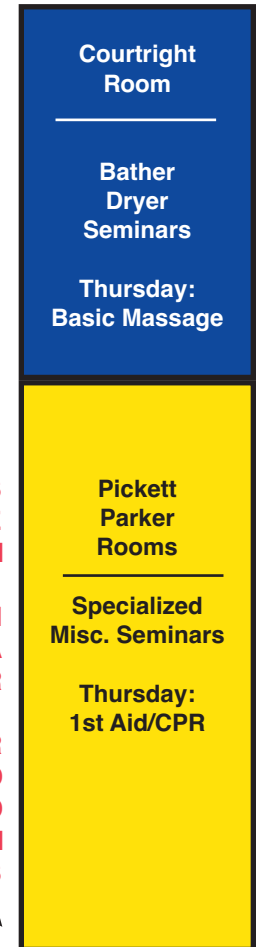 Courtright
Room
Bather
Dryer
Seminars
Thursday:
Basic Massage
Pickett
Parker
Rooms
Specialized
Misc. Seminars
Thursday:
1st Aid/CPR